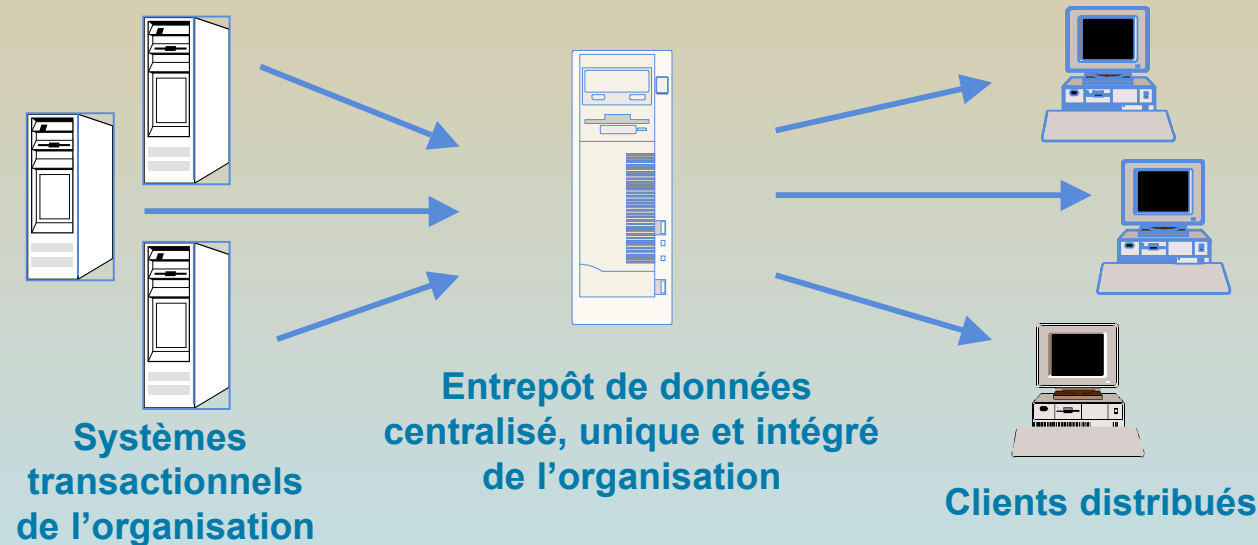 Systèmes
transactionnels
de l’organisation
Entrepôt de données
centralisé, unique et intégré
de l’organisation
Clients distribués